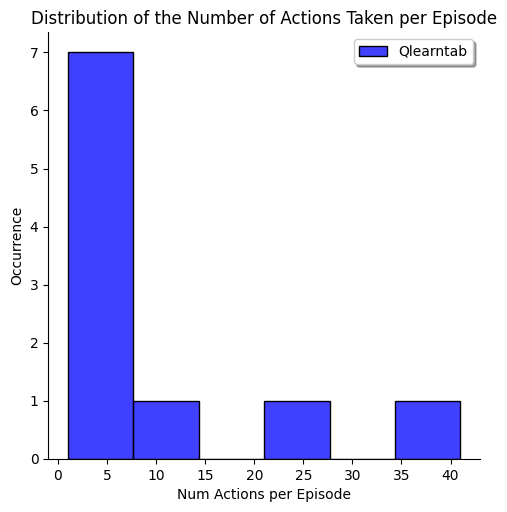 Distribution of the Number of Actions Taken per Episode
Qlearntab
7
6
5
4
3
2
1
0
Occurrence
0 5 10 15 20 25 30 35 40
Num Actions per Episode